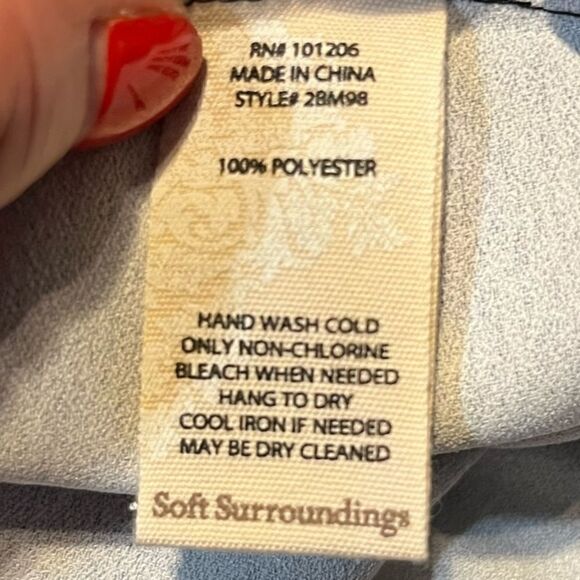 RN# 101206
MADE IN CHINA
STYLE# 2BM98
100% POLYESTER
HAND WASH COLD
ONLY NON-CHLORINE
BLEACH WHEN NEEDED
HANG TO DRY
COOL IRON IF NEEDED
MAY BE DRY CLEANED
Soft Surroundings